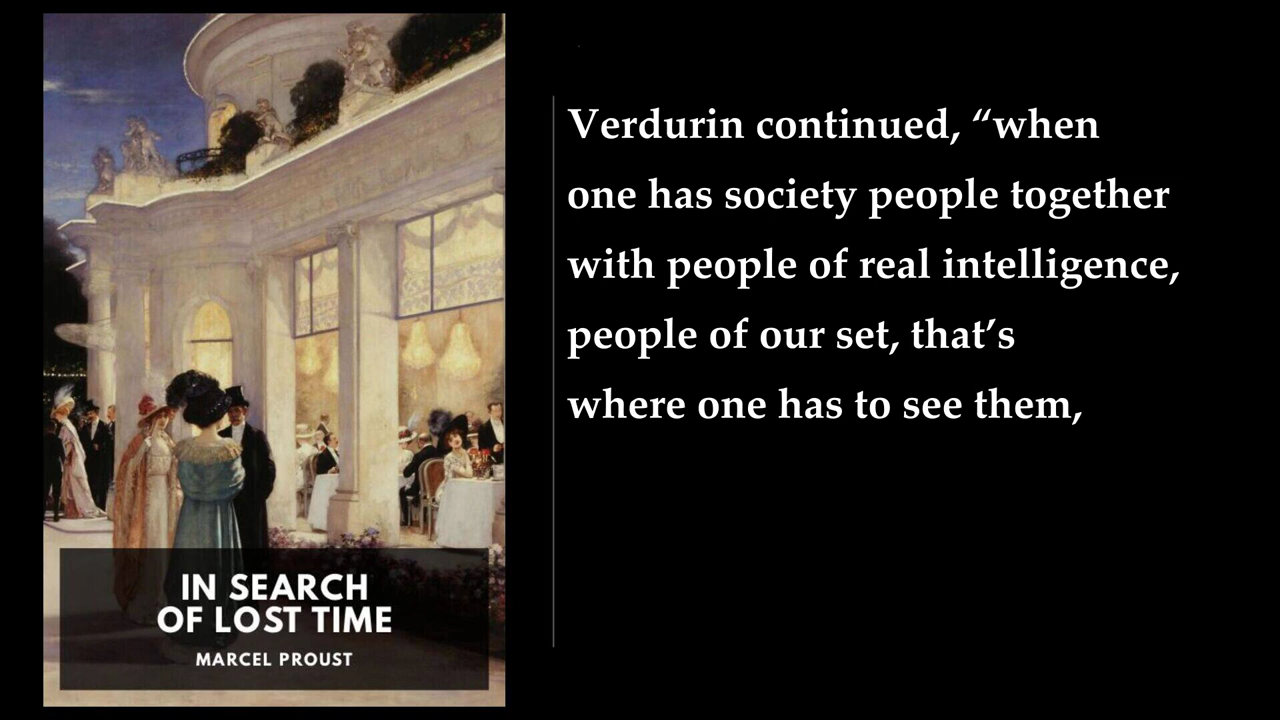 IN SEARCH
OF LOST TIME
MARCEL PROUST
Verdurin continued, “when
one has society people together
with people of real intelligence,
people of our set, that’s
where one has to see them,